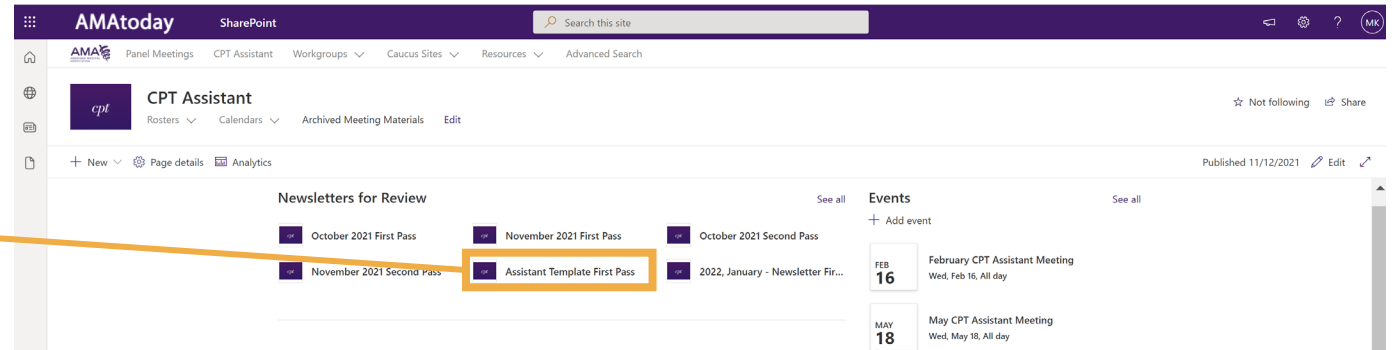 AMAtoday SharePoint Search this site ? MK
AMA Panel Meetings CPT Assistant Workgroups Caucus Sites Resources Advanced Search
cpt
CPT Assistant
Rosters Calendars Archived Meeting Materials Edit
Not following Share
+ New Page details Analytics
Published 11/12/2021 Edit
Newsletters for Review See all
October 2021 First Pass
November 2021 First Pass
October 2021 Second Pass
November 2021 Second Pass
Assistant Template First Pass
2022, January - Newsletter Fir...
Events See all
+ Add event
FEB
16
February CPT Assistant Meeting
Wed, Feb 16, All day
MAY
18
May CPT Assistant Meeting
Wed, May 18, All day